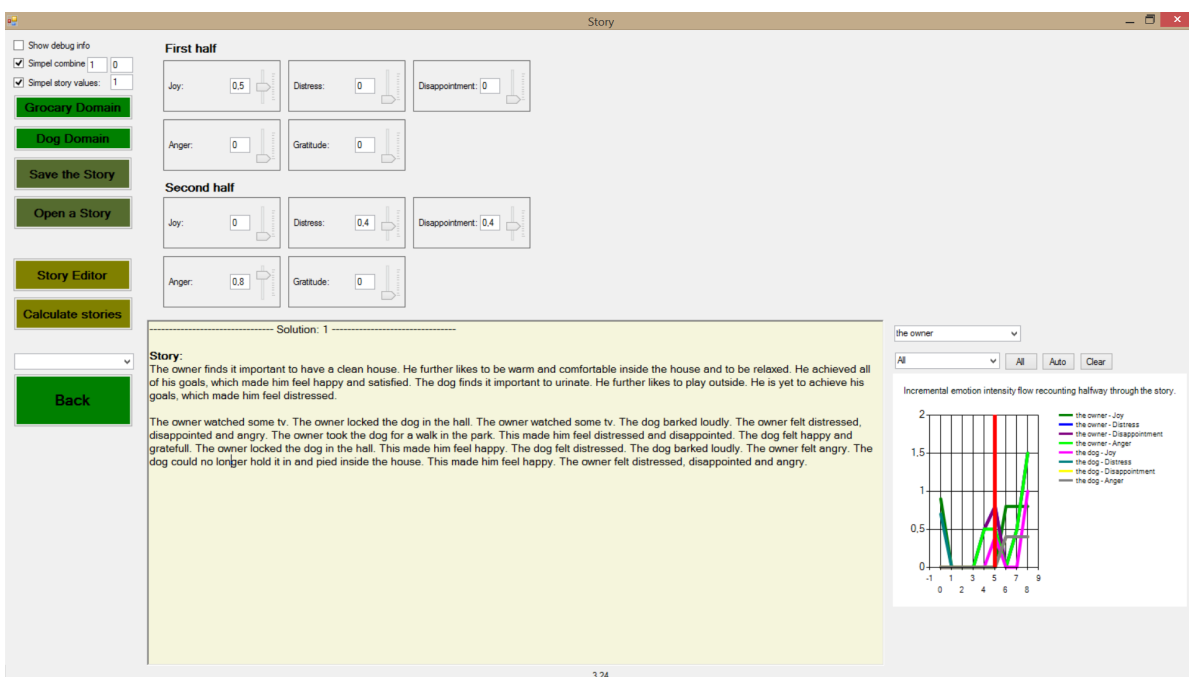 Story
Show debug info
Simpel combine 1 0
Simpel story values: 1
Grocary Domain
Dog Domain
Save the Story
Open a Story
Story Editor
Calculate stories
Back
First half
Joy: 0,5 Distress: 0 Disappointment: 0
Anger: 0 Gratitude: 0
Second half
Joy: 0 Distress: 0,4 Disappointment: 0,4
Anger: 0,8 Gratitude: 0
-------------------------------- Solution: 1 --------------------------------
Story:
The owner finds it important to have a clean house. He further likes to be warm and comfortable inside the house and to be relaxed. He achieved all
of his goals, which made him feel happy and satisfied. The dog finds it important to urinate. He further likes to play outside. He is yet to achieve his
goals, which made him feel distressed.
The owner watched some tv. The owner locked the dog in the hall. The owner watched some tv. The dog barked loudly. The owner felt distressed,
disappointed and angry. The owner took the dog for a walk in the park. This made him feel distressed and disappointed. The dog felt happy and
gratefull. The owner locked the dog in the hall. This made him feel happy. The dog felt distressed. The dog barked loudly. The owner felt angry. The
dog could no longer hold it in and pied inside the house. This made him feel happy. The owner felt distressed, disappointed and angry.
the owner
All All Auto Clear
Incremental emotion intensity flow recounting halfway through the story.
2
1,5
1
0,5
0
-1 1 3 5 7 9
0 2 4 6 8
the owner - Joy
the owner - Distress
the owner - Disappointment
the owner - Anger
the dog - Joy
the dog - Distress
the dog - Disappointment
the dog - Anger
3.24